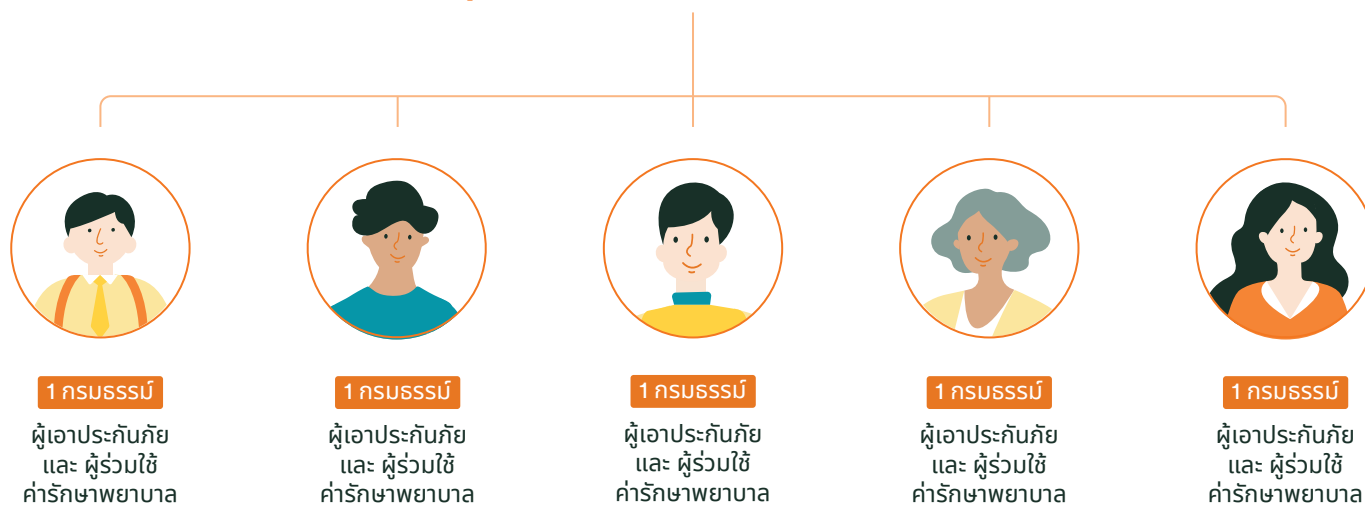 1 กรมธรรม์
ผู้เอาประกันภัย
และ ผู้ร่วมใช้
ค่ารักษาพยาบาล
1 กรมธรรม์
ผู้เอาประกันภัย
และ ผู้ร่วมใช้
ค่ารักษาพยาบาล
1 กรมธรรม์
ผู้เอาประกันภัย
และ ผู้ร่วมใช้
ค่ารักษาพยาบาล
1 กรมธรรม์
ผู้เอาประกันภัย
และ ผู้ร่วมใช้
ค่ารักษาพยาบาล
1 กรมธรรม์
ผู้เอาประกันภัย
และ ผู้ร่วมใช้
ค่ารักษาพยาบาล